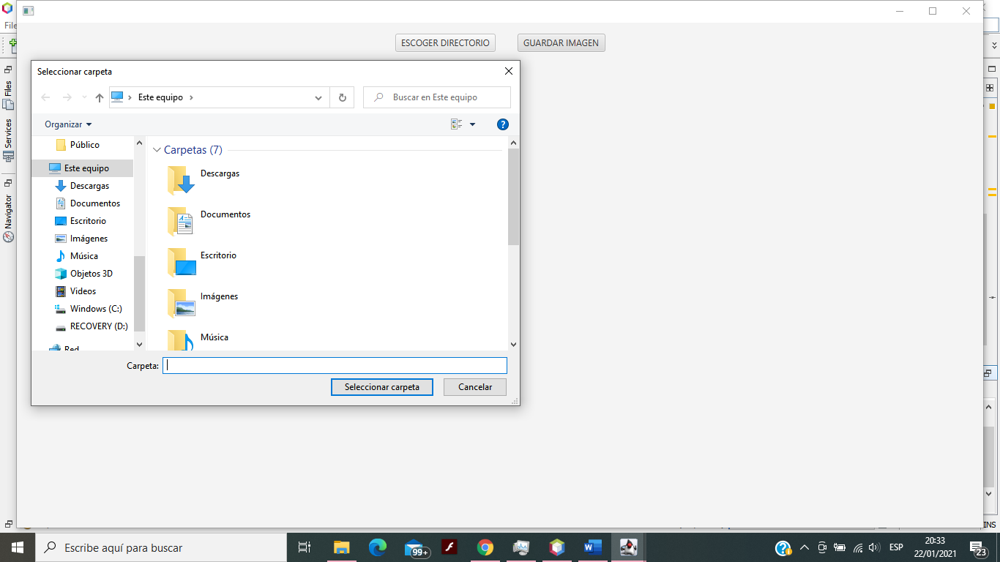 File
ESCOGER DIRECTORIO
GUARDAR IMAGEN
Files
Services
Navigator
Seleccionar carpeta
Este equipo
Buscar en Este equipo
Organizar
?
Público
Este equipo
Descargas
Documentos
Escritorio
Imágenes
Música
Objetos 3D
Videos
Windows (C:)
RECOVERY (D:)
Red
Carpetas (7)
Descargas
Documentos
Escritorio
Imágenes
Música
Carpeta:
Seleccionar carpeta
Cancelar
INS
Escribe aquí para buscar
99+
ESP
20:33
22/01/2021
23